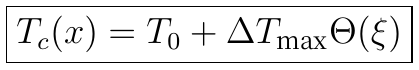 T_c(x) = T_0 + ΔT_max Θ(ξ)